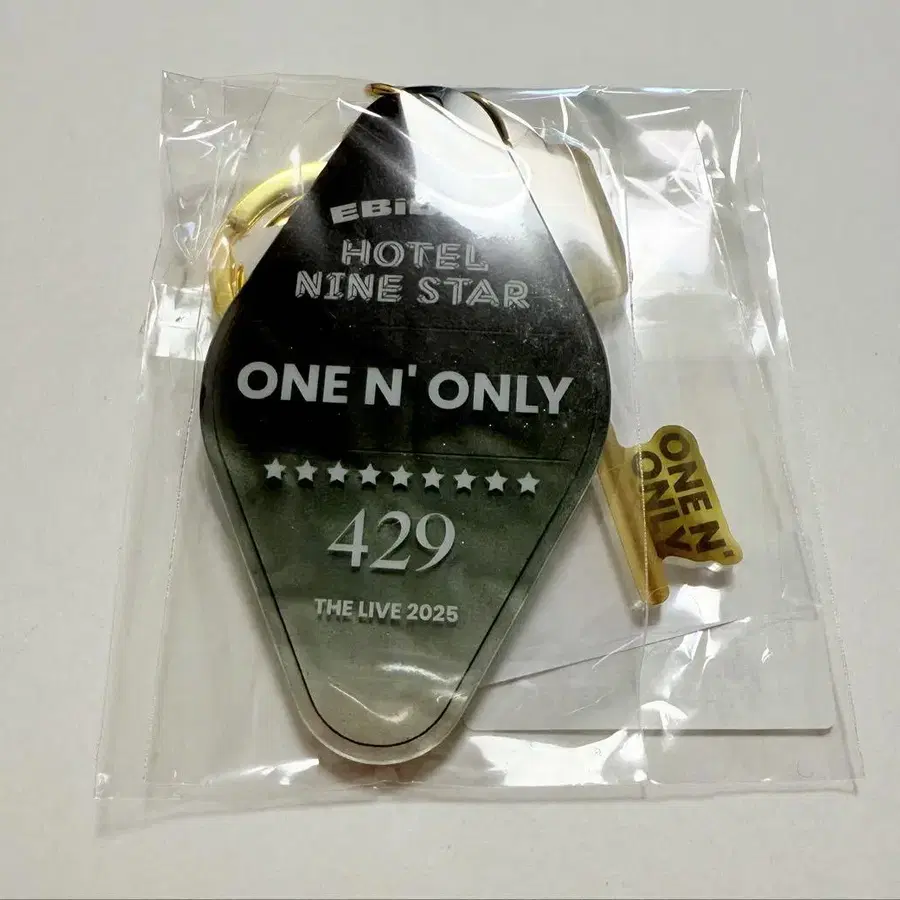 HOTEL
NINE STAR
ONE N' ONLY
429
THE LIVE 2025
ONE N'
ONLY